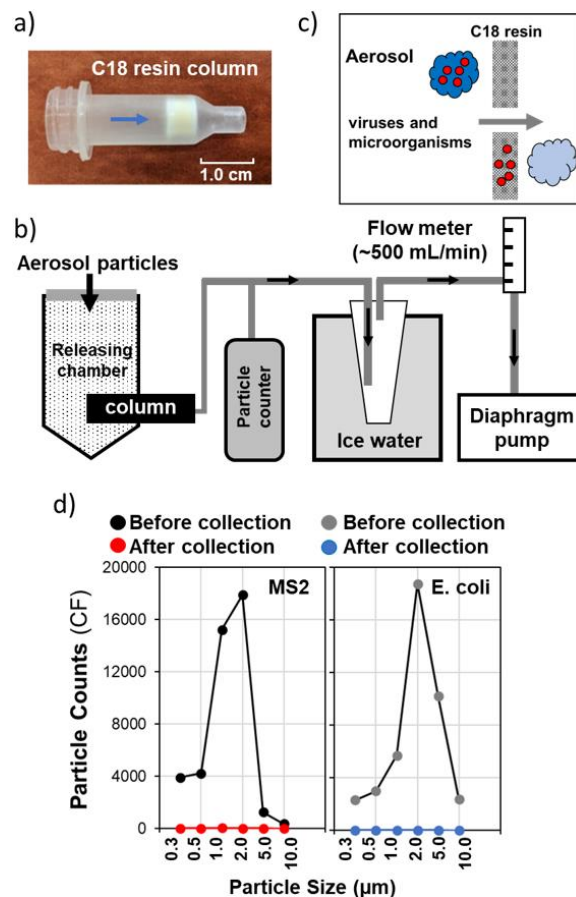 a)
C18 resin column
1.0 cm
c)
C18 resin
Aerosol
viruses and
microorganisms
b)
Flow meter
(~500 mL/min)
Aerosol particles
Releasing
chamber
column
Particle
counter
Ice water
Diaphragm
pump
d)
Before collection
Before collection
After collection
After collection
20000
16000
12000
8000
4000
0
Particle Counts (CF)
MS2
E. coli
0.3
0.5
1.0
2.0
5.0
10.0
0.3
0.5
1.0
2.0
5.0
10.0
Particle Size (µm)